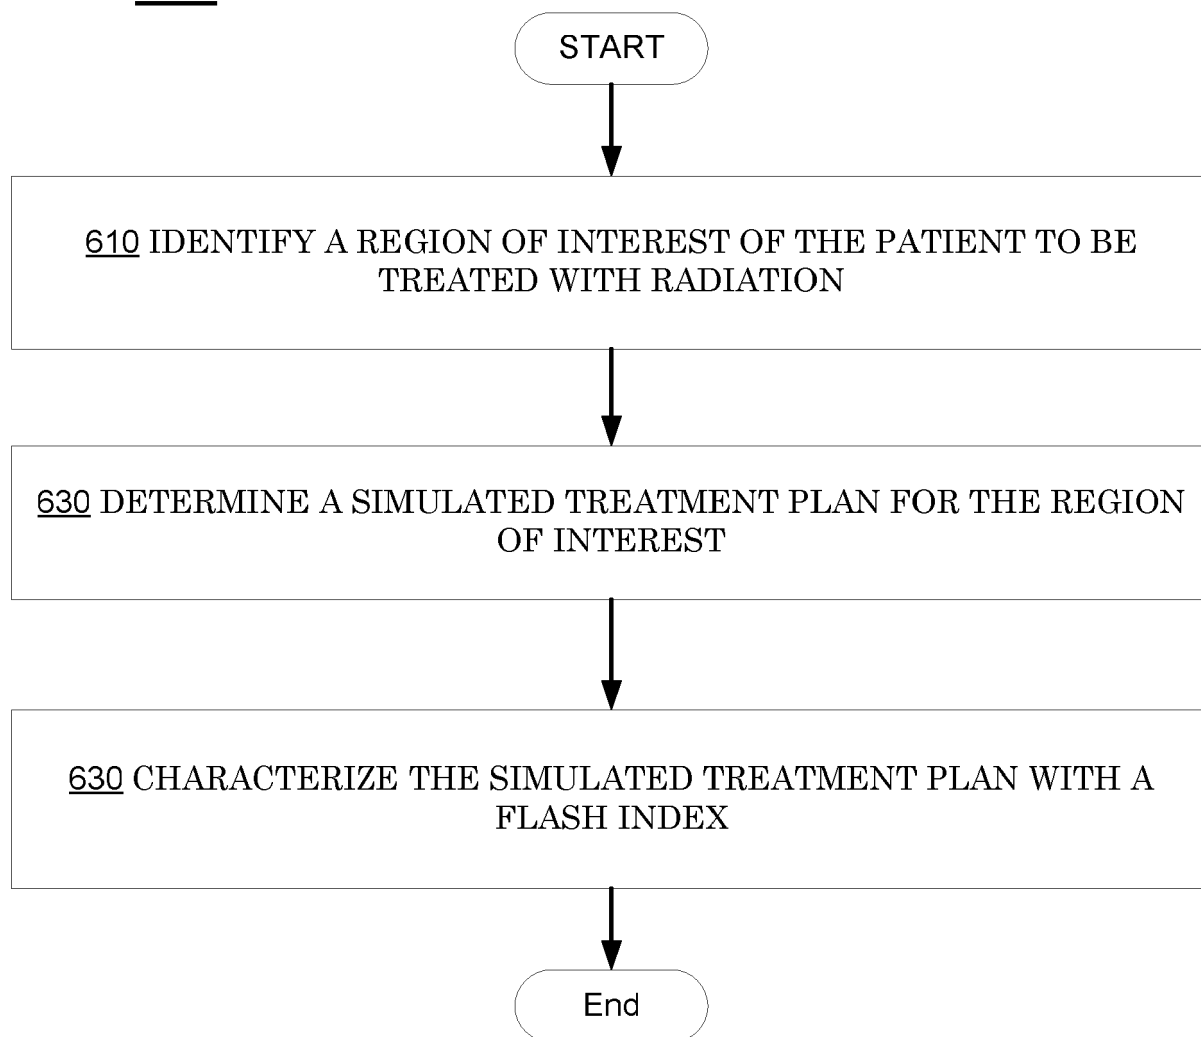 START
610 IDENTIFY A REGION OF INTEREST OF THE PATIENT TO BE
TREATED WITH RADIATION
630 DETERMINE A SIMULATED TREATMENT PLAN FOR THE REGION
OF INTEREST
630 CHARACTERIZE THE SIMULATED TREATMENT PLAN WITH A
FLASH INDEX
End